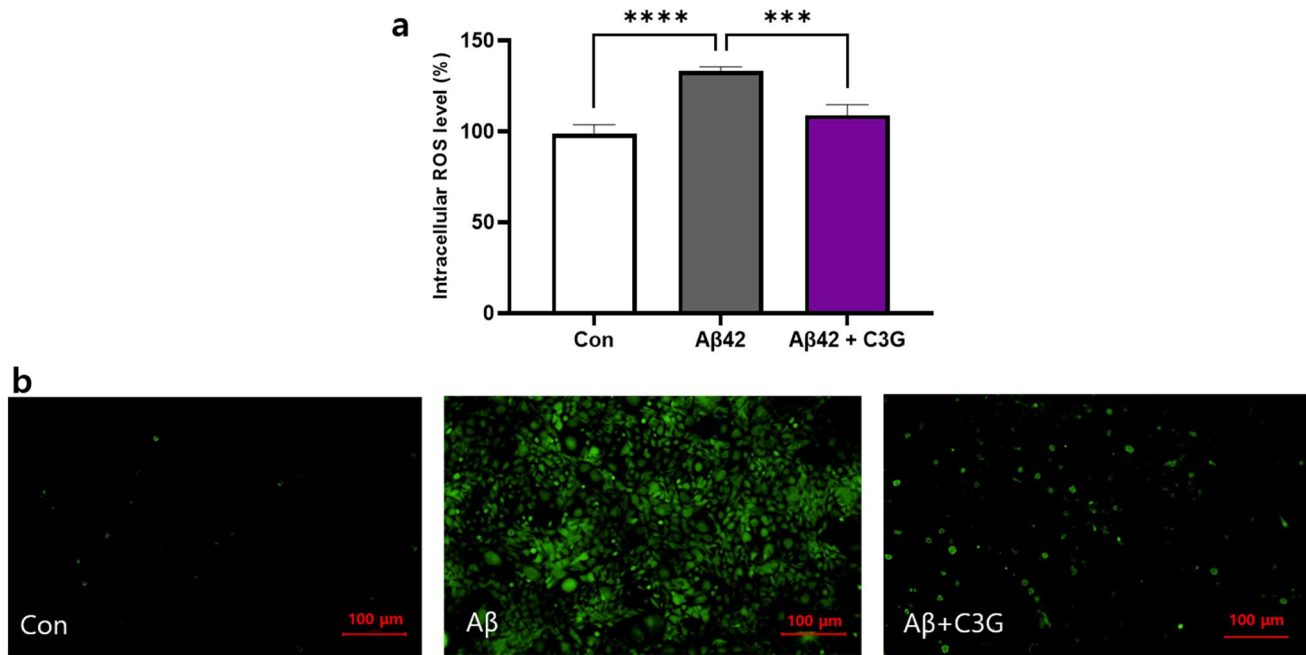 a
**** ***
Intracellular ROS level (%)
150
100
50
0
Con Aβ42 Aβ42 + C3G
b
Con
100 μm
Aβ
100 μm
Aβ+C3G
100 μm